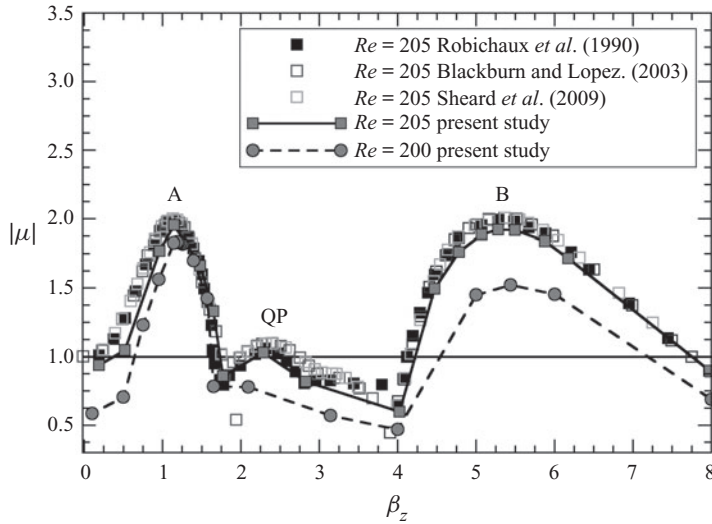 3.5
Re = 205 Robichaux et al. (1990)
Re = 205 Blackburn and Lopez. (2003)
3.0
Re = 205 Sheard et al. (2009)
Re = 205 present study
2.5
Re = 200 present study
A
B
2.0
|μ|
1.5
QP
1.0
0.5
0 1 2 3 4 5 6 7 8
β_z